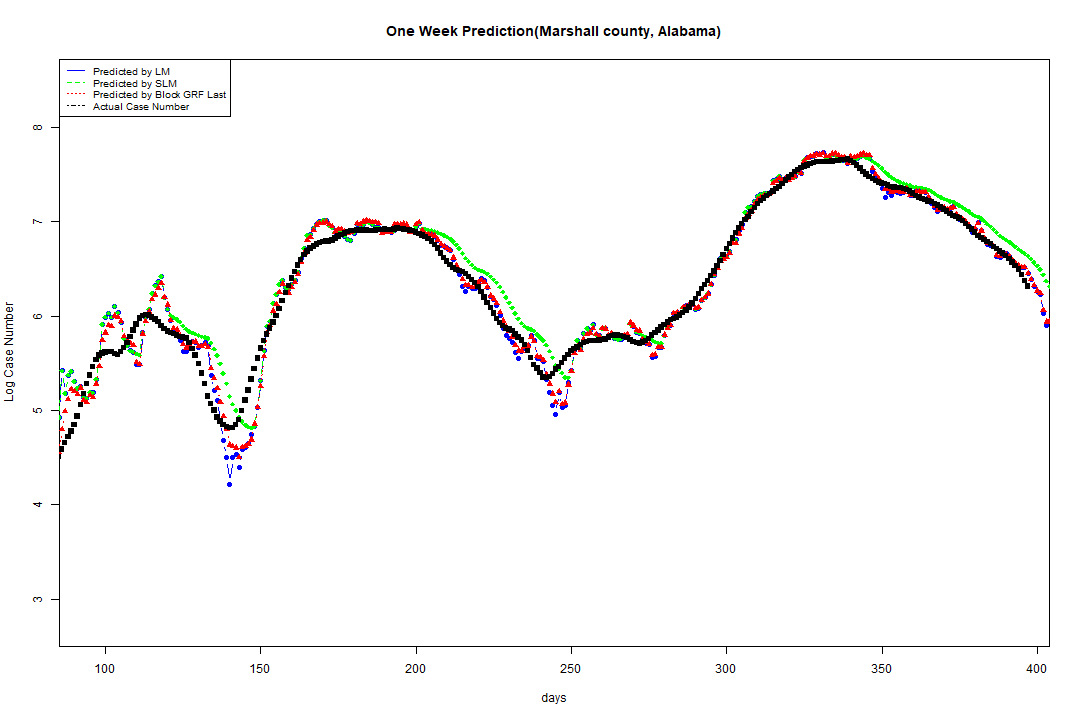 One Week Prediction(Marshall county, Alabama)
Predicted by LM
Predicted by SLM
Predicted by Block GRF Last
Actual Case Number
Log Case Number
8
7
6
5
4
3
100 150 200 250 300 350 400
days